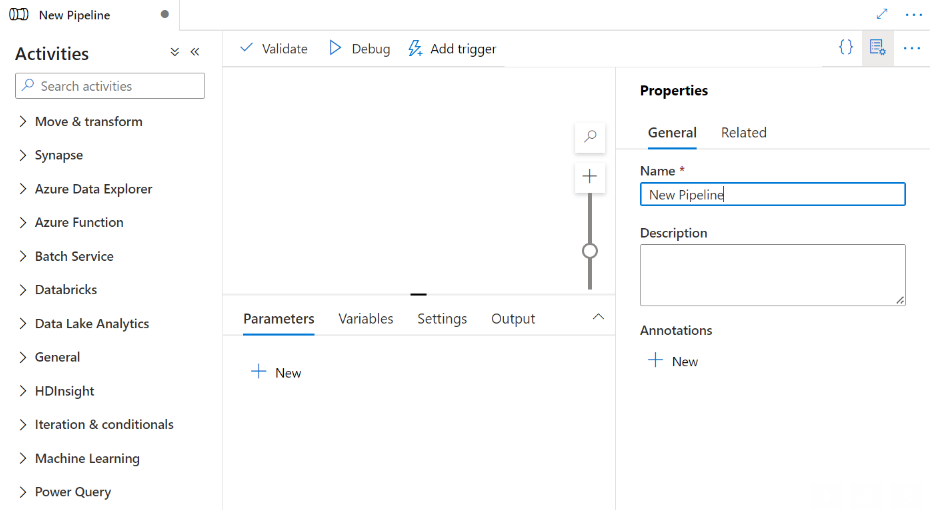 New Pipeline
Activities
Validate
Debug
Add trigger
{}
Search activities
Move & transform
Synapse
Azure Data Explorer
Azure Function
Batch Service
Databricks
Data Lake Analytics
General
HDInsight
Iteration & conditionals
Machine Learning
Power Query
Parameters
Variables
Settings
Output
New
Properties
General
Related
Name *
New Pipeline
Description
Annotations
New